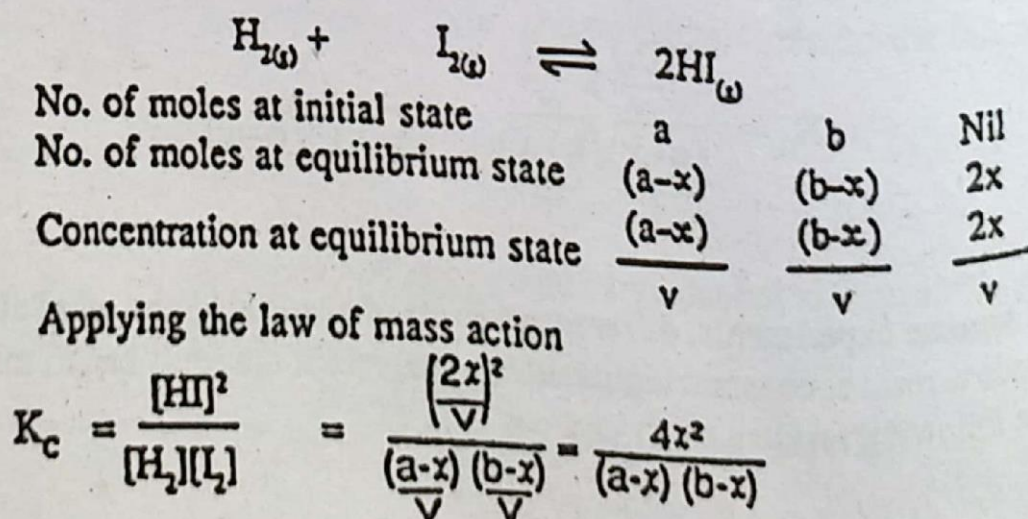 H₂₍g₎ + I₂₍g₎ ⇌ 2HI₍g₎
No. of moles at initial state a b Nil
No. of moles at equilibrium state (a–x) (b–x) 2x
Concentration at equilibrium state (a–x)/v (b-x)/v 2x/v
Applying the law of mass action
K_c = [HI]²/[H₂][I₂] = (2x/V)²/((a-x)/V (b-x)/V) = 4x²/(a-x) (b-x)